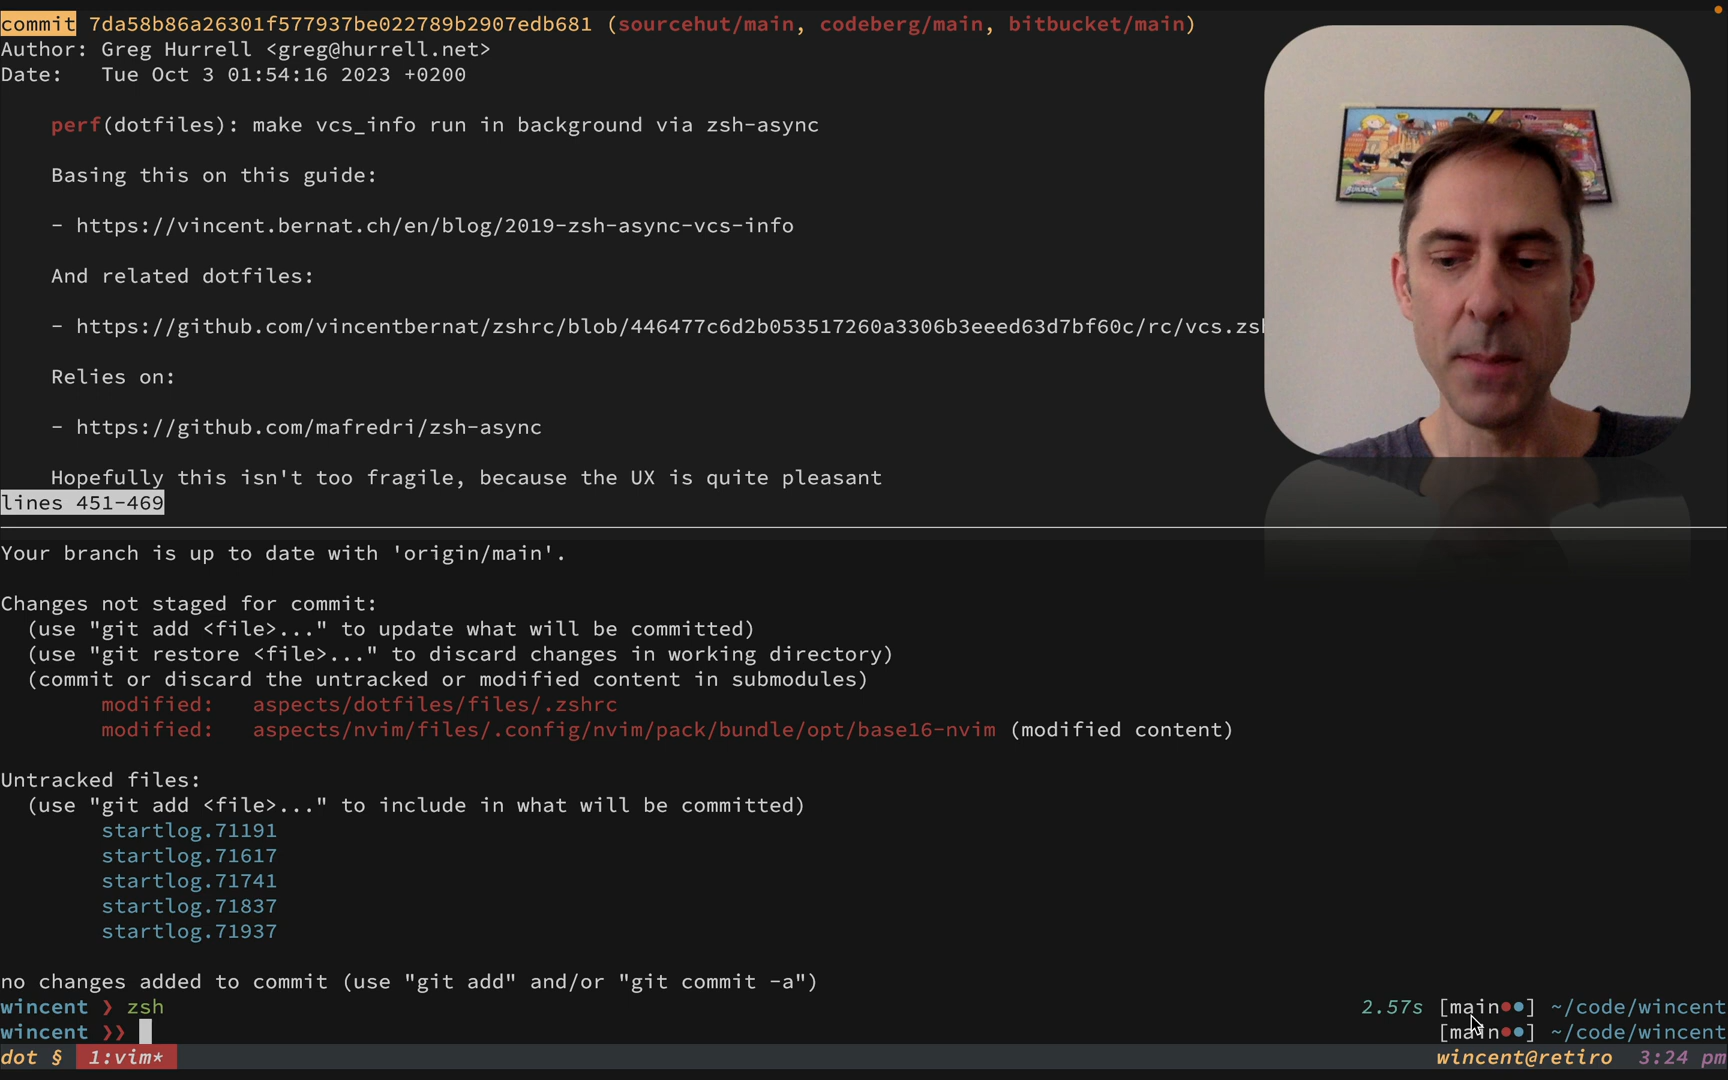 commit 7da58b86a26301f577937be022789b2907edb681 (sourcehut/main, codeberg/main, bitbucket/main)
Author: Greg Hurrell <greg@hurrell.net>
Date:   Tue Oct 3 01:54:16 2023 +0200
perf(dotfiles): make vcs_info run in background via zsh-async
Basing this on this guide:
- https://vincent.bernat.ch/en/blog/2019-zsh-async-vcs-info
And related dotfiles:
- https://github.com/vincentbernat/zshrc/blob/446477c6d2b053517260a3306b3eeed63d7bf60c/rc/vcs.zsh
Relies on:
- https://github.com/mafredri/zsh-async
Hopefully this isn't too fragile, because the UX is quite pleasant
lines 451-469
Your branch is up to date with 'origin/main'.
Changes not staged for commit:
(use "git add <file>..." to update what will be committed)
(use "git restore <file>..." to discard changes in working directory)
(commit or discard the untracked or modified content in submodules)
modified:   aspects/dotfiles/files/.zshrc
modified:   aspects/nvim/files/.config/nvim/pack/bundle/opt/base16-nvim (modified content)
Untracked files:
(use "git add <file>..." to include in what will be committed)
startlog.71191
startlog.71617
startlog.71741
startlog.71837
startlog.71937
no changes added to commit (use "git add" and/or "git commit -a")
wincent ❯ zsh 2.57s [main●●] ~/code/wincent
wincent ❯❯ [main●●] ~/code/wincent
dot § 1:vim* wincent@retiro 3:24 pm